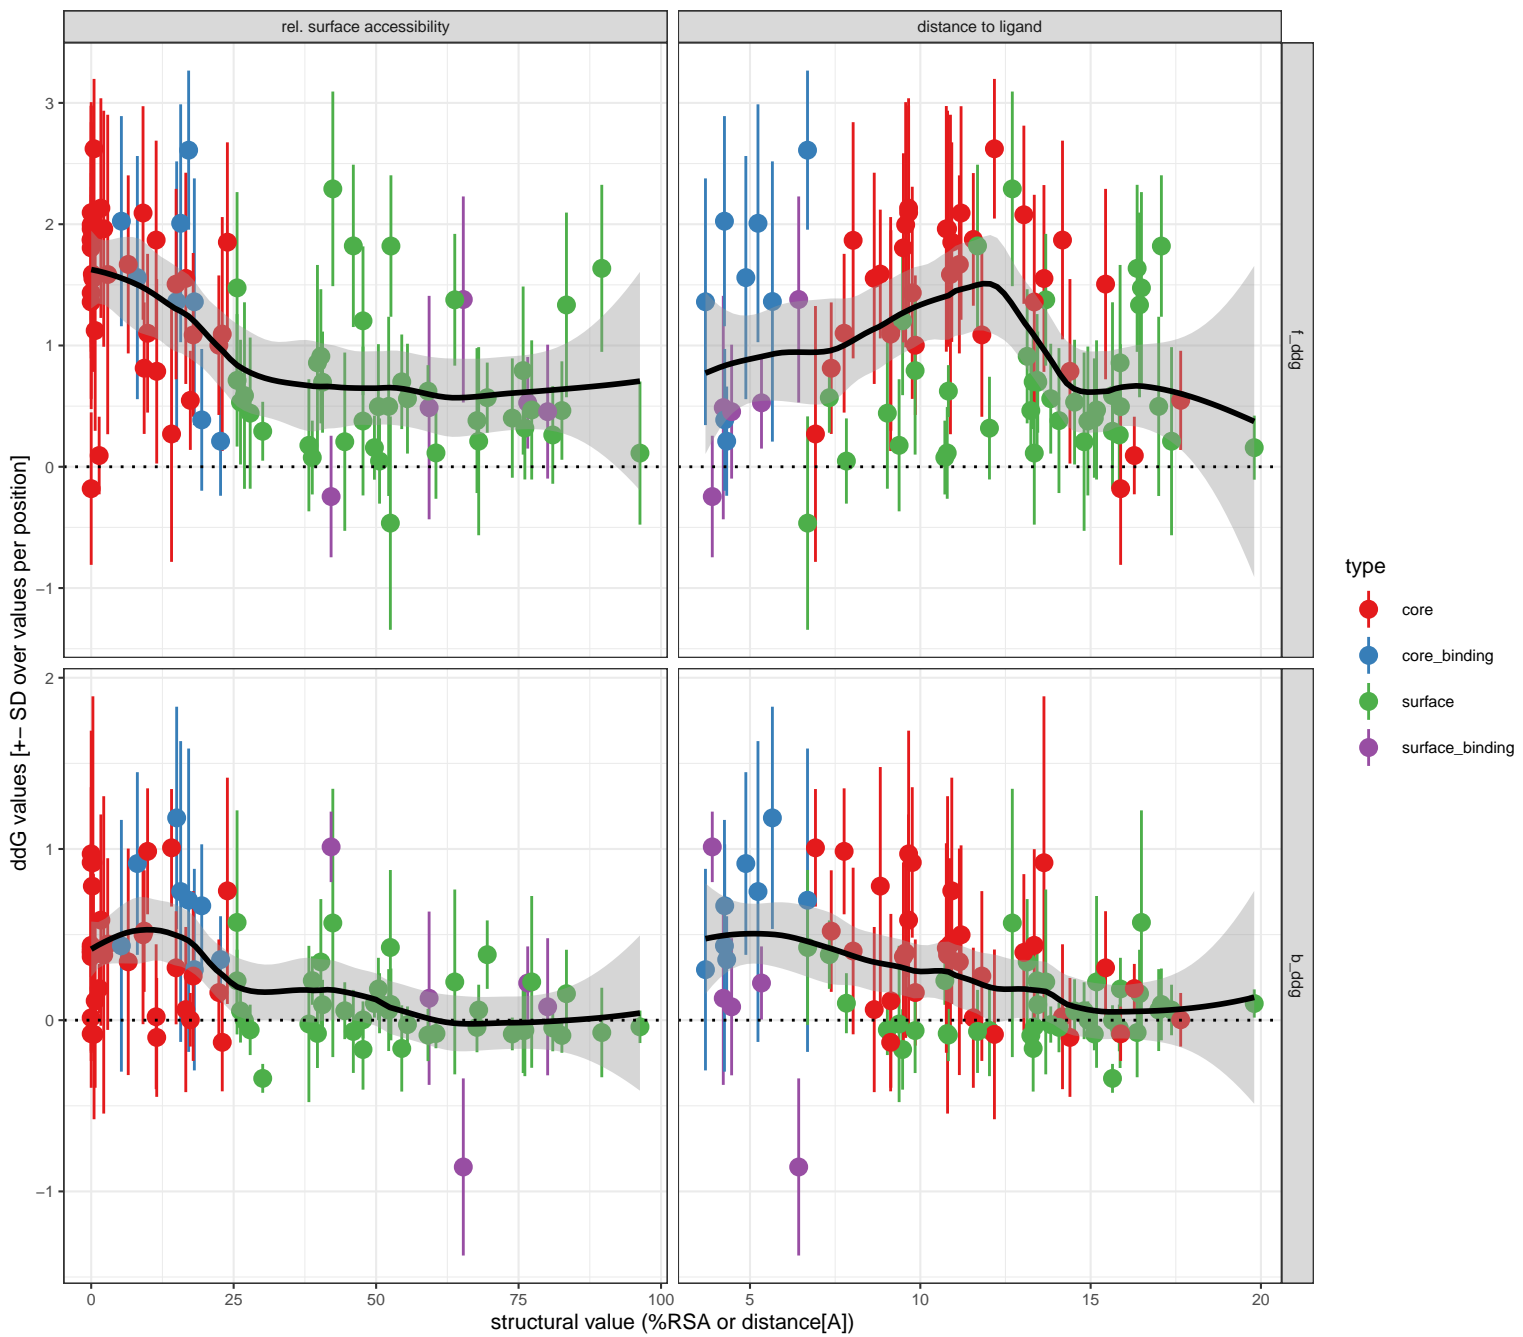 rel. surface accessibility
distance to ligand
3
2
1
0
−1
f_ddg
2
1
0
−1
b_ddg
0
25
50
75
100
5
10
15
20
structural value (%RSA or distance[A])
ddG values [+− SD over values per position]
type
core
core_binding
surface
surface_binding